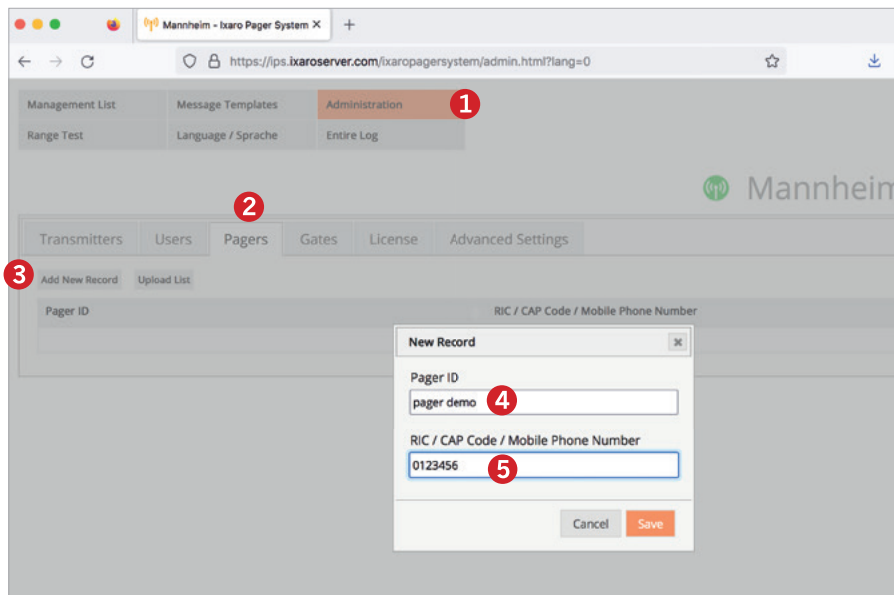 Mannheim - Ixaro Pager System
https://ips.ixaroserver.com/ixaropagersystem/admin.html?lang=0
Management List Message Templates Administration 1
Range Test Language / Sprache Entire Log
Mannheim
2
Transmitters Users Pagers Gates License Advanced Settings
3 Add New Record Upload List
Pager ID RIC / CAP Code / Mobile Phone Number
New Record
Pager ID
pager demo 4
RIC / CAP Code / Mobile Phone Number
0123456 5
Cancel Save